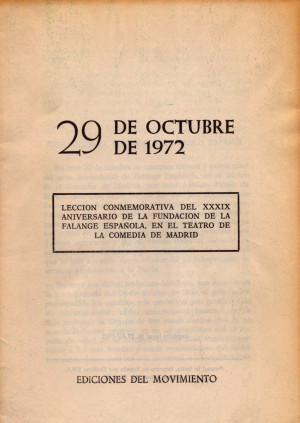 29 DE OCTUBRE
DE 1972
LECCION CONMEMORATIVA DEL XXXIX
ANIVERSARIO DE LA FUNDACION DE LA
FALANGE ESPAÑOLA, EN EL TEATRO DE
LA COMEDIA DE MADRID
EDICIONES DEL MOVIMIENTO